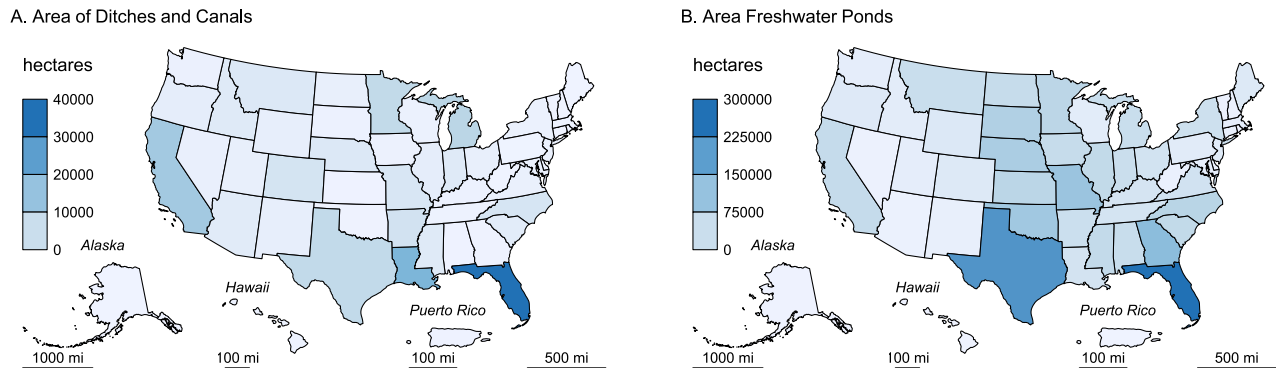 A. Area of Ditches and Canals
hectares
40000
30000
20000
10000
0
Alaska
Hawaii
Puerto Rico
1000 mi
100 mi
100 mi
500 mi
B. Area Freshwater Ponds
hectares
300000
225000
150000
75000
0
Alaska
Hawaii
Puerto Rico
1000 mi
100 mi
100 mi
500 mi